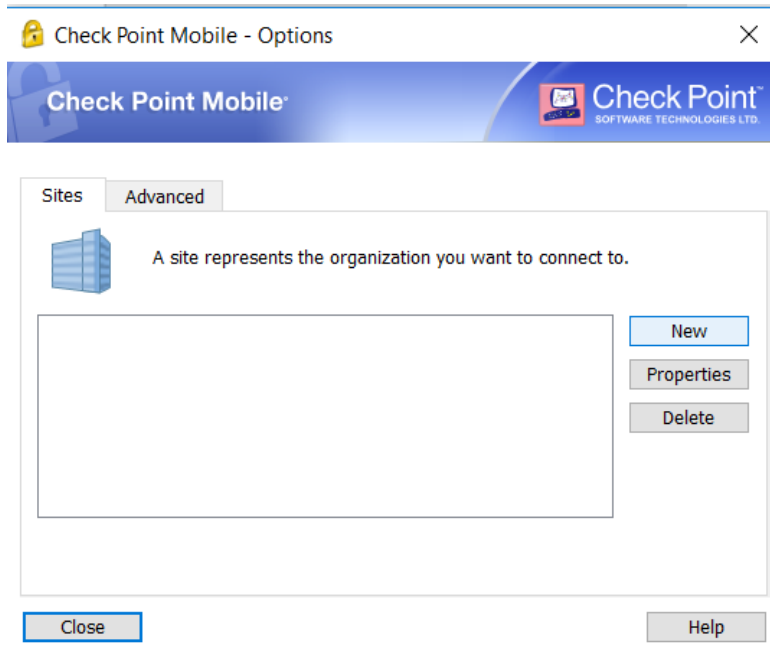 Check Point Mobile - Options
Check Point Mobile
Check Point™
SOFTWARE TECHNOLOGIES LTD.
Sites Advanced
A site represents the organization you want to connect to.
New
Properties
Delete
Close Help